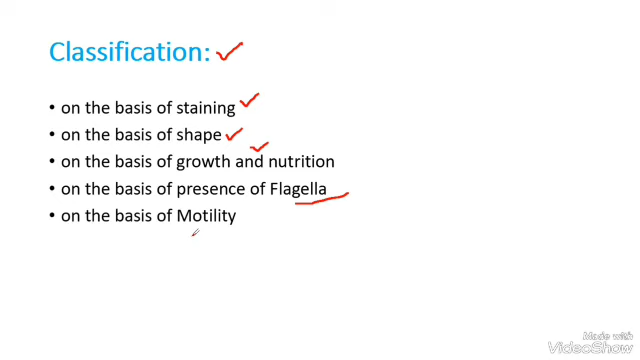 Classification:
• on the basis of staining
• on the basis of shape
• on the basis of growth and nutrition
• on the basis of presence of Flagella
• on the basis of Motility
Made with
VideoShow